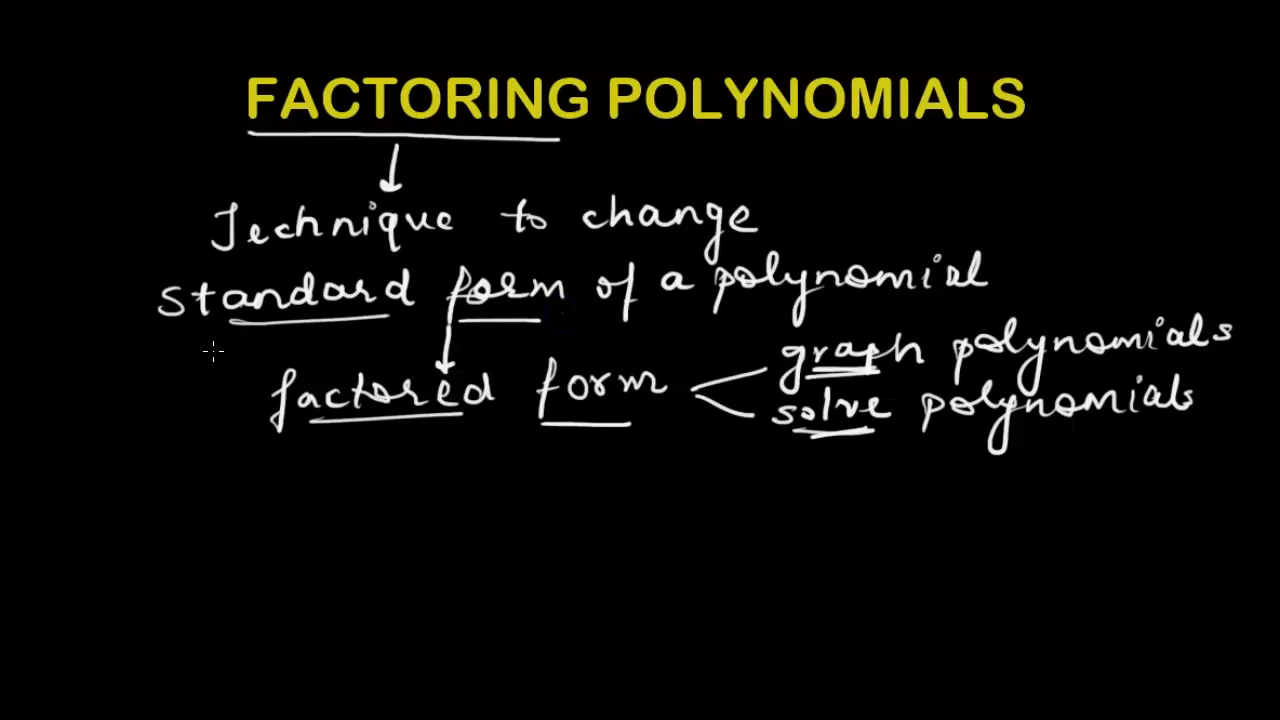 FACTORING POLYNOMIALS
Technique to change
standard form of a polynomial
factored form
graph polynomials
solve polynomials